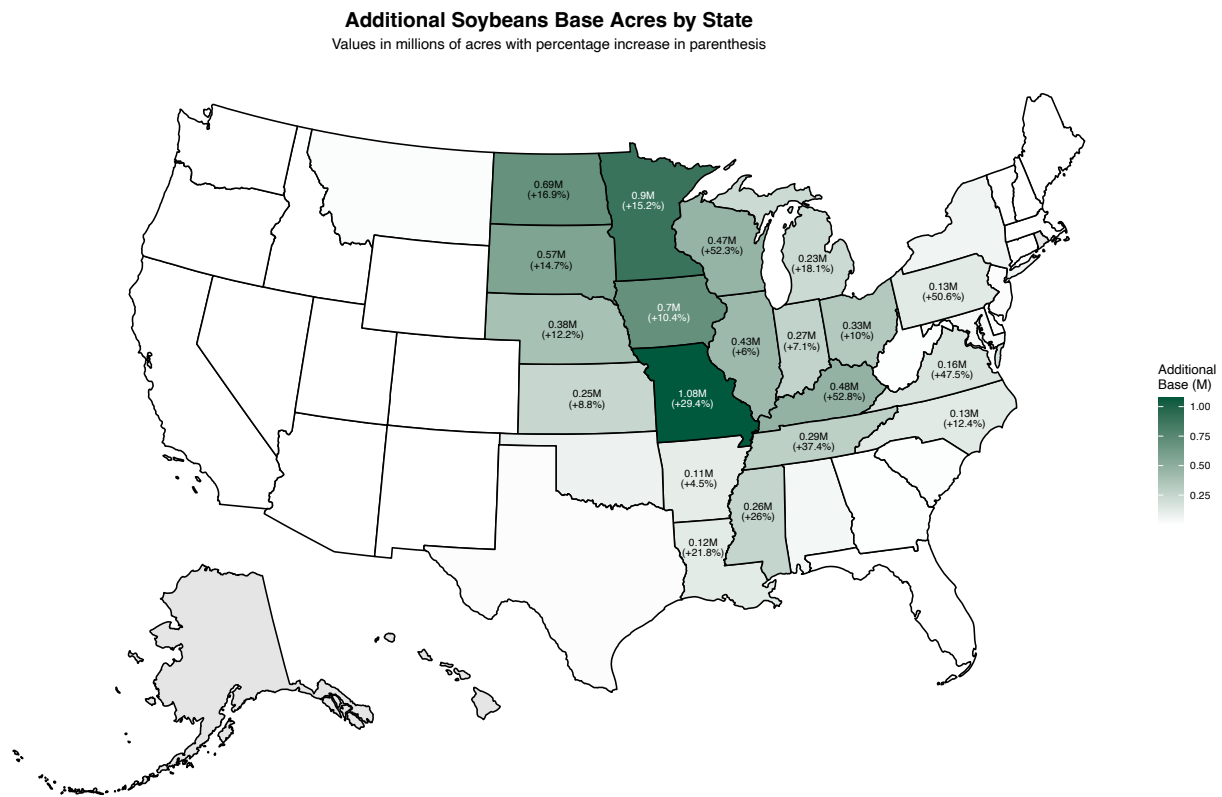 Additional Soybeans Base Acres by State
Values in millions of acres with percentage increase in parenthesis
0.69M
(+16.9%)
0.9M
(+15.2%)
0.47M
(+52.3%)
0.57M
(+14.7%)
0.23M
(+18.1%)
0.13M
(+50.6%)
0.38M
(+12.2%)
0.7M
(+10.4%)
0.43M
(+6%)
0.27M
(+7.1%)
0.33M
(+10%)
0.16M
(+47.5%)
0.25M
(+8.8%)
1.08M
(+29.4%)
0.48M
(+52.8%)
0.13M
(+12.4%)
0.29M
(+37.4%)
0.11M
(+4.5%)
0.26M
(+26%)
0.12M
(+21.8%)
Additional
Base (M)
1.00
0.75
0.50
0.25